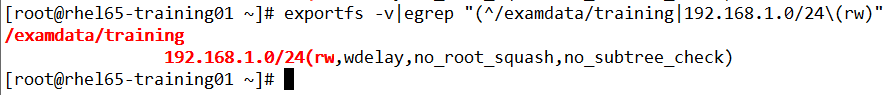 [root@rhel65-training01 ~]# exportfs -v|egrep "(^/examdata/training|192.168.1.0/24\(rw)"
/examdata/training
192.168.1.0/24(rw,wdelay,no_root_squash,no_subtree_check)
[root@rhel65-training01 ~]#